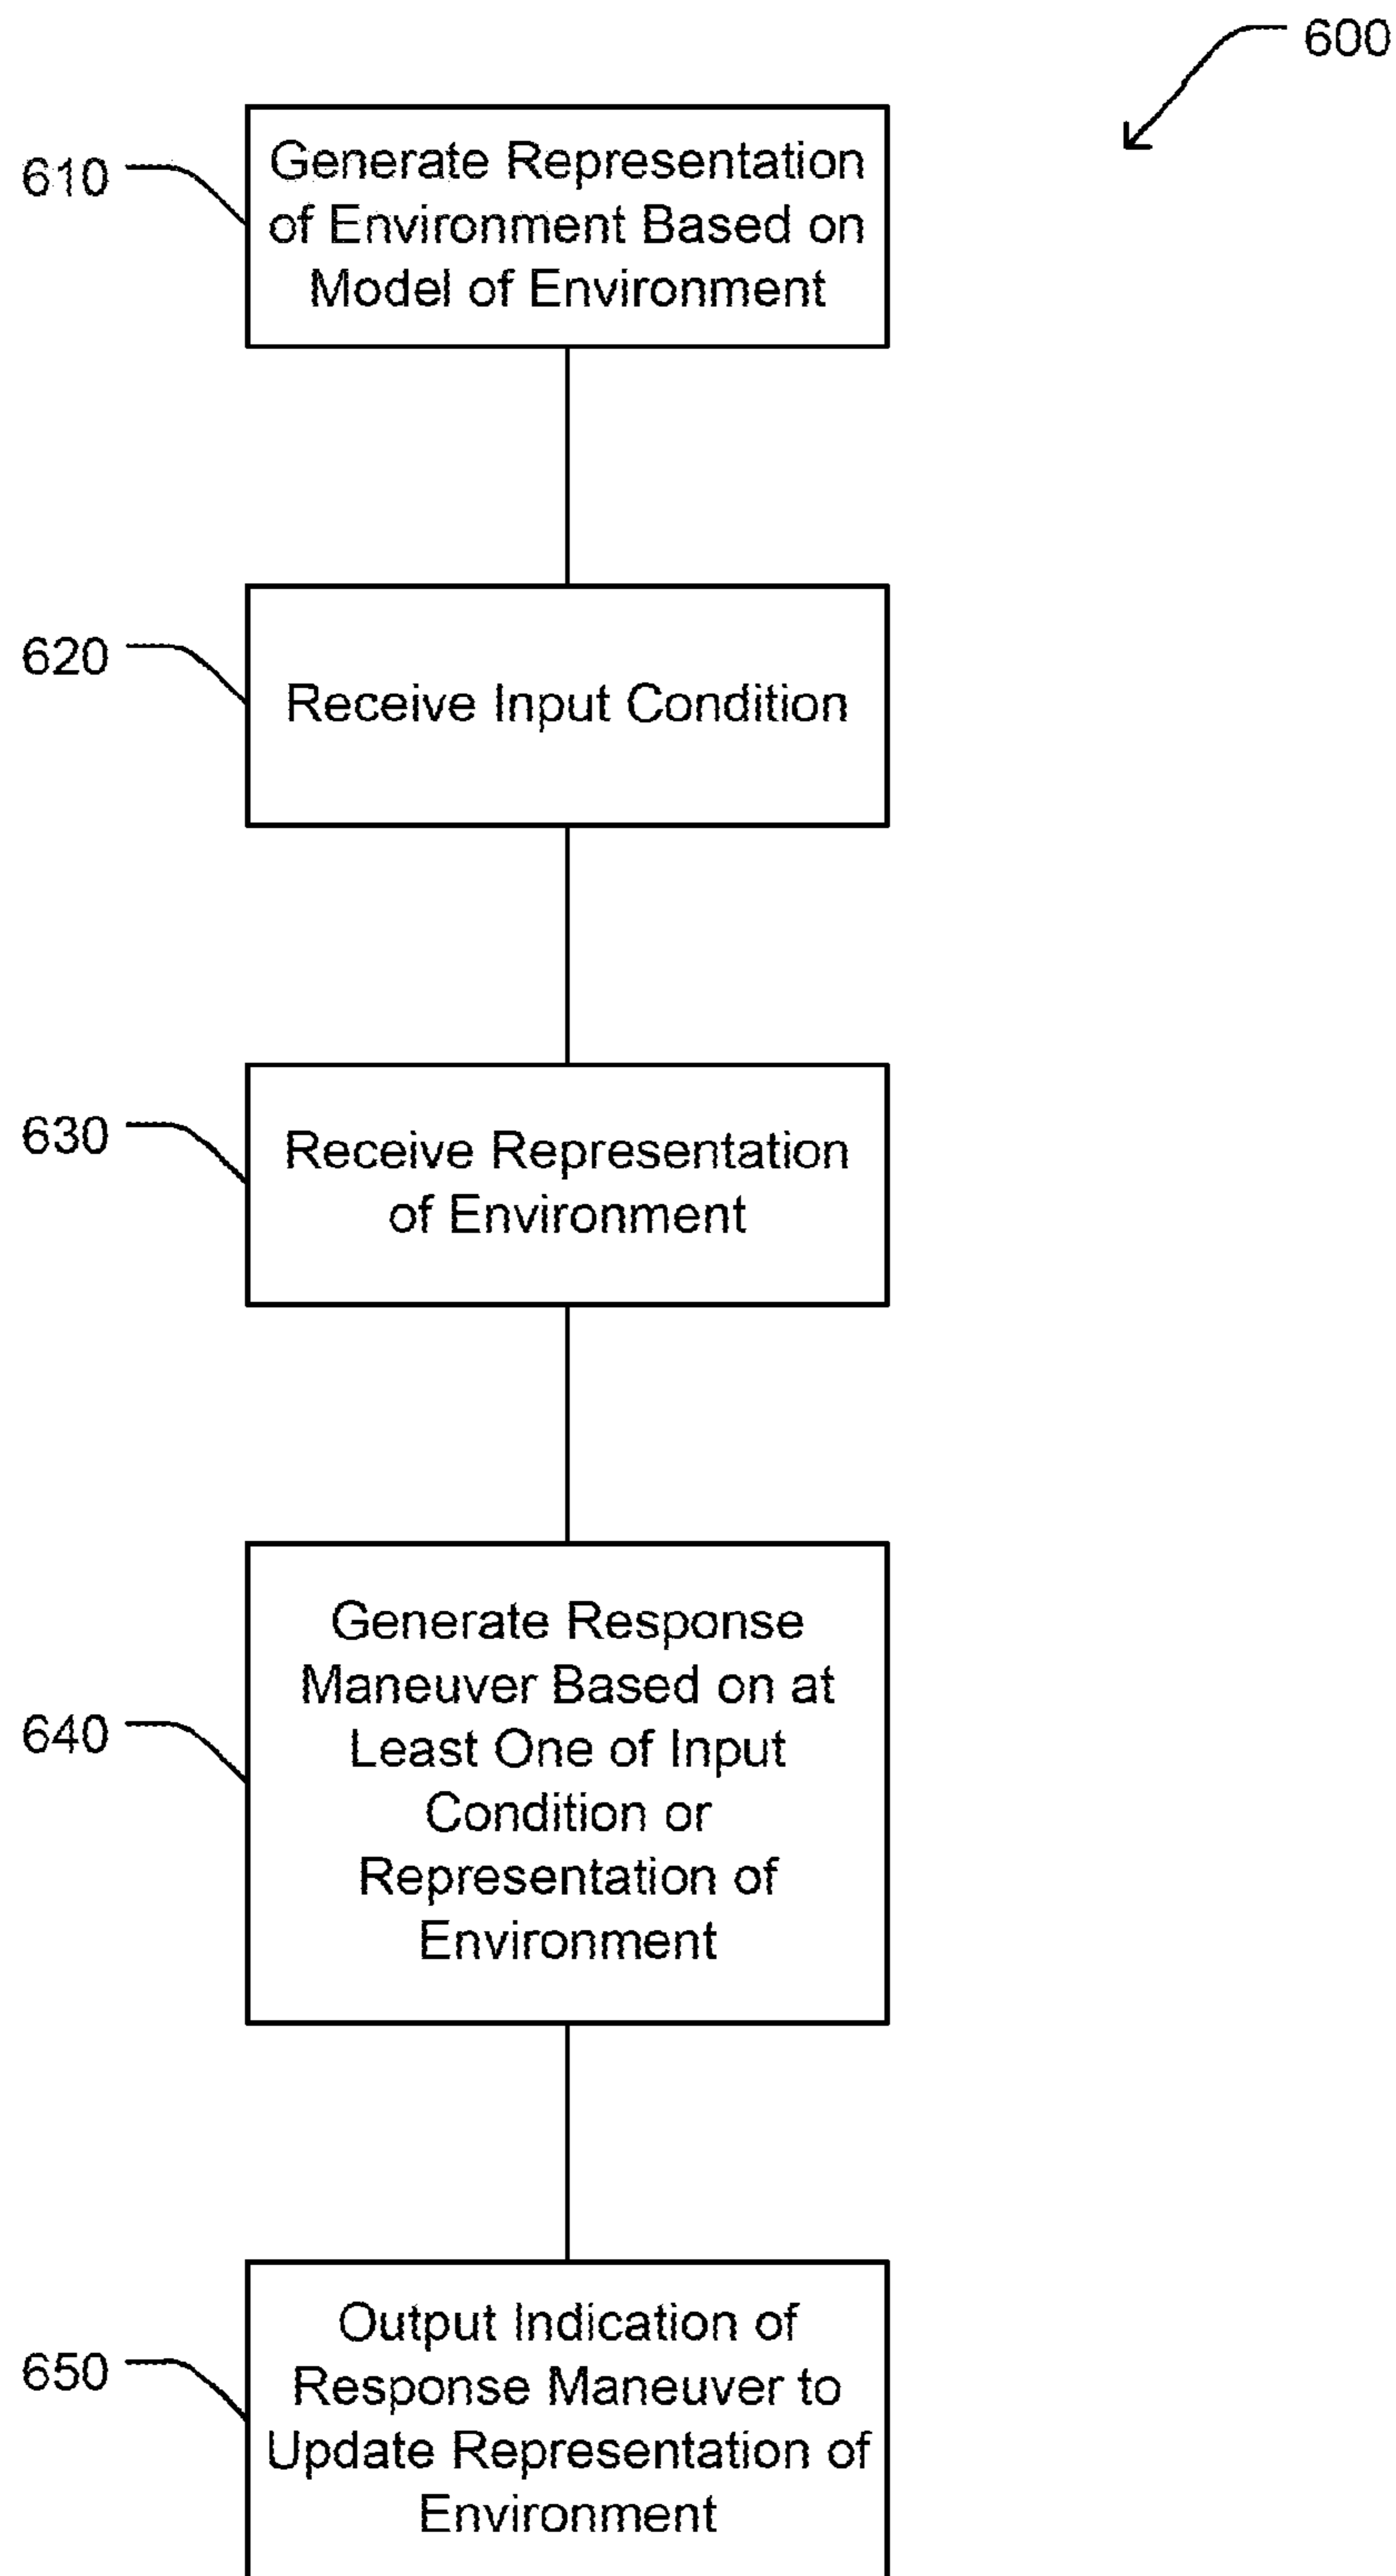 600
610
Generate Representation
of Environment Based on
Model of Environment
620
Receive Input Condition
630
Receive Representation
of Environment
640
Generate Response
Maneuver Based on at
Least One of Input
Condition or
Representation of
Environment
650
Output Indication of
Response Maneuver to
Update Representation of
Environment